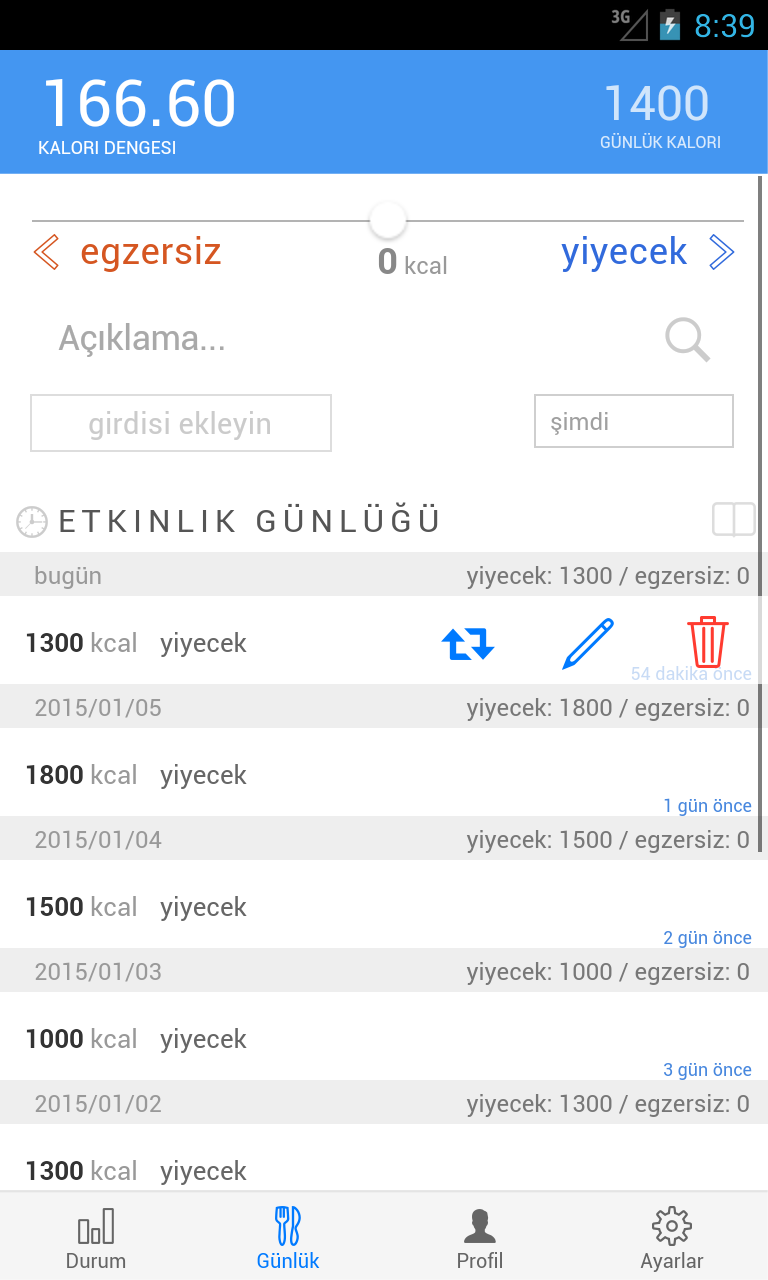 3G 8:39
166.60 1400
KALORI DENGESI GÜNLÜK KALORI
egzersiz 0 kcal yiyecek
Açıklama...
girdisi ekleyin şimdi
ETKINLIK GÜNLÜĞÜ
bugün yiyecek: 1300 / egzersiz: 0
1300 kcal yiyecek
54 dakika önce
2015/01/05 yiyecek: 1800 / egzersiz: 0
1800 kcal yiyecek
1 gün önce
2015/01/04 yiyecek: 1500 / egzersiz: 0
1500 kcal yiyecek
2 gün önce
2015/01/03 yiyecek: 1000 / egzersiz: 0
1000 kcal yiyecek
3 gün önce
2015/01/02 yiyecek: 1300 / egzersiz: 0
1300 kcal yiyecek
Durum Günlük Profil Ayarlar